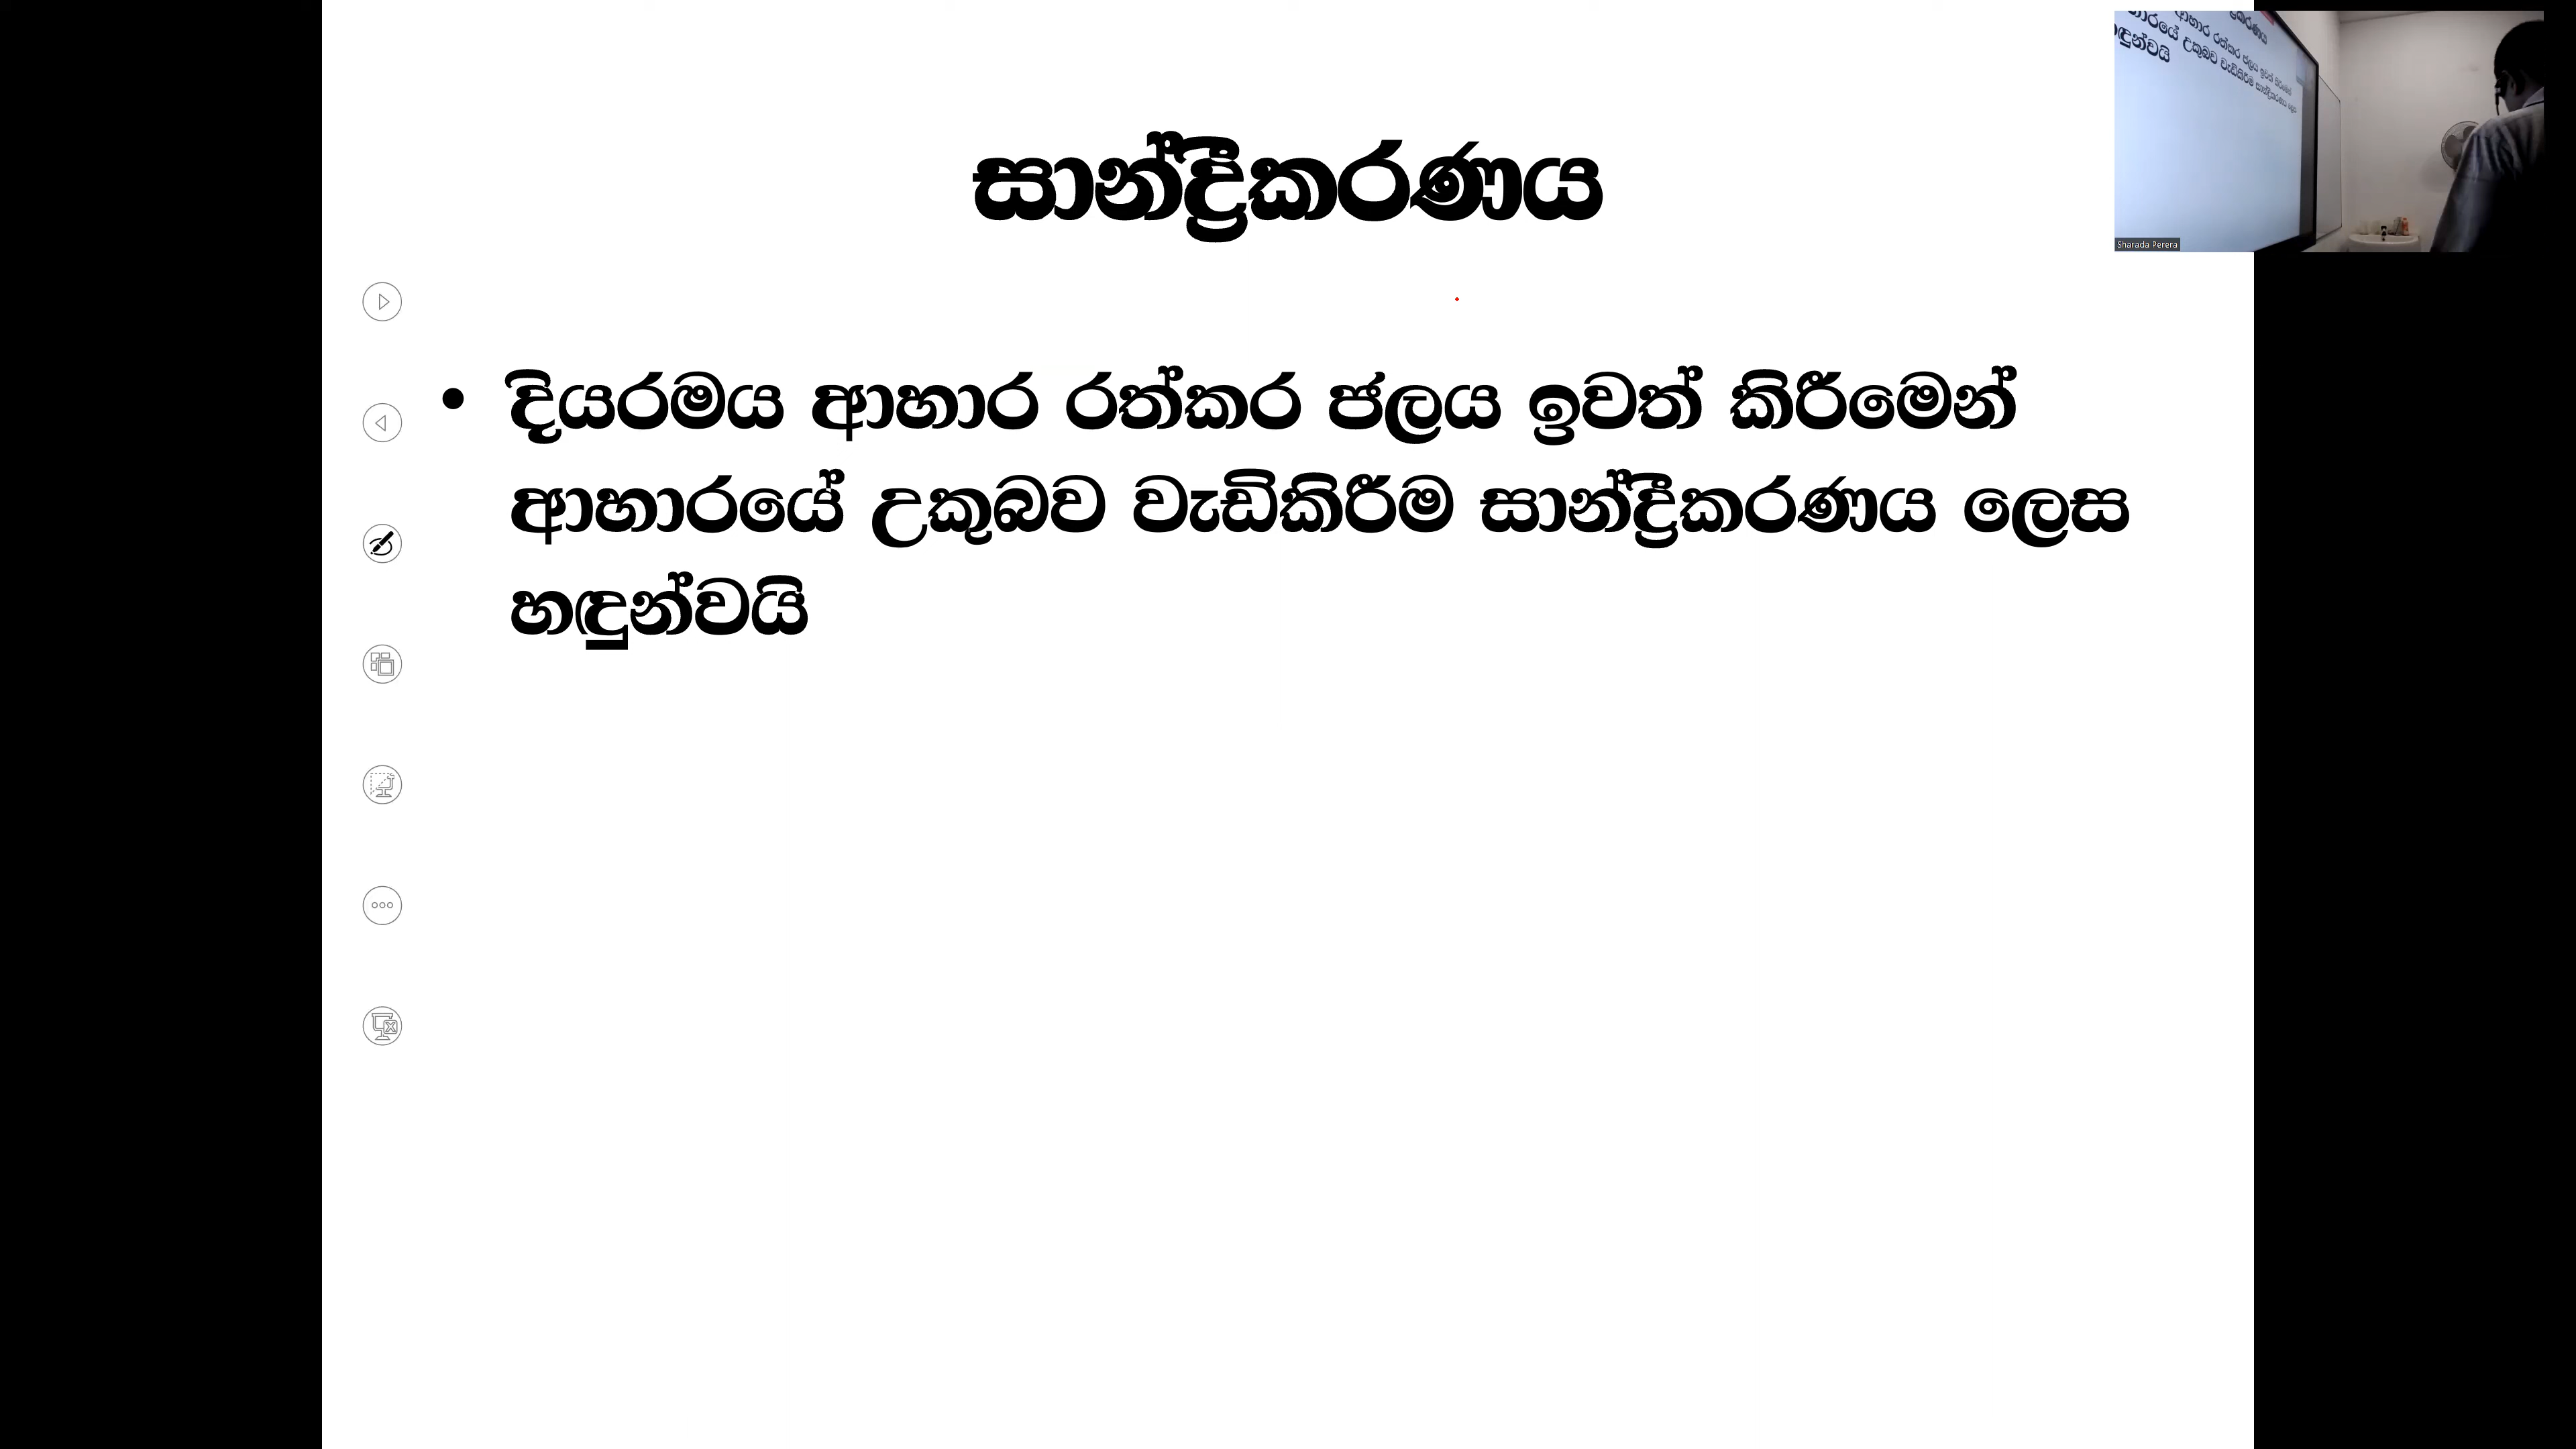 සාන්ද්‍රීකරණය
• දියරමය ආහාර රත්කර ජලය ඉවත් කිරීමෙන්
ආහාරයේ උකුබව වැඩිකිරීම සාන්ද්‍රීකරණය ලෙස
හඳුන්වයි
Sharada Perera